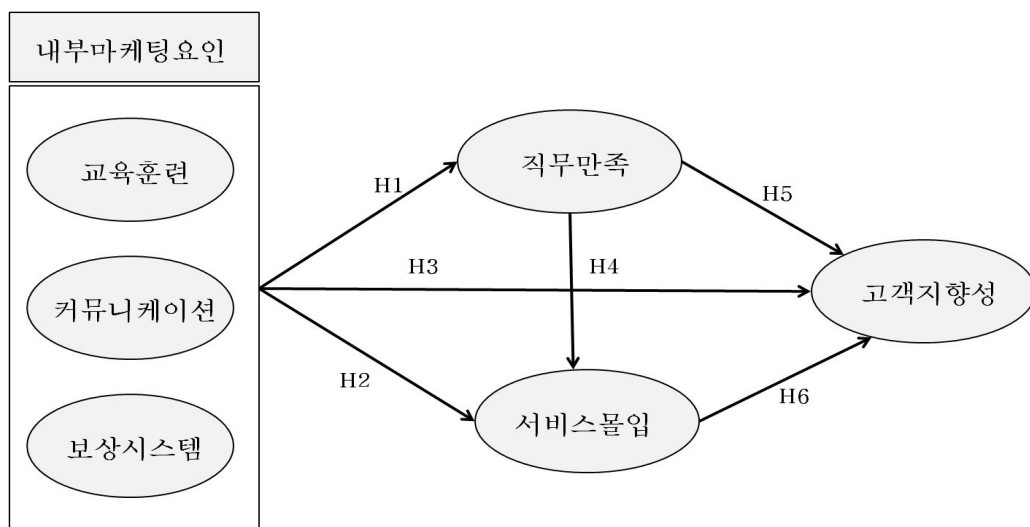 내부마케팅요인
교육훈련
커뮤니케이션
보상시스템
H1
H3
H2
직무만족
H4
서비스몰입
H5
H6
고객지향성